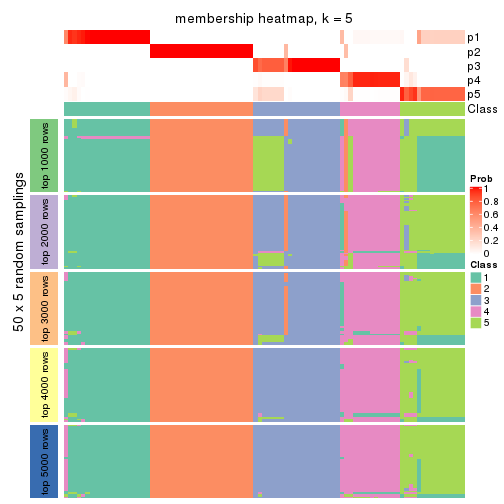 membership heatmap, k = 5
p1
p2
p3
p4
p5
Class
50 x 5 random samplings
top 1000 rows
top 2000 rows
top 3000 rows
top 4000 rows
top 5000 rows
Prob
1
0.8
0.6
0.4
0.2
0
Class
1
2
3
4
5